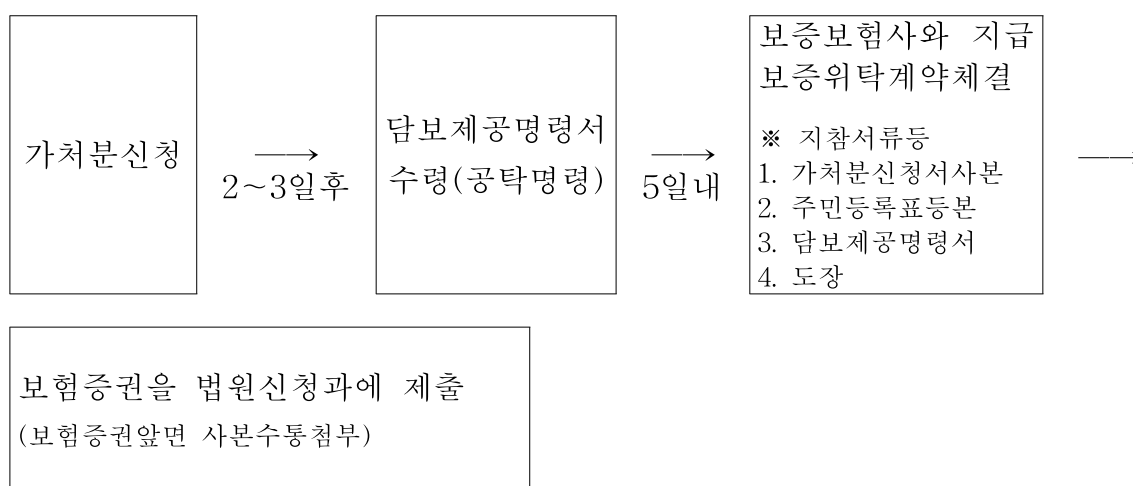 가처분신청
2~3일후
담보제공명령서
수령(공탁명령)
5일내
보증보험사와 지급
보증위탁계약체결
※ 지참서류등
1. 가처분신청서사본
2. 주민등록표등본
3. 담보제공명령서
4. 도장
보험증권을 법원신청과에 제출
(보험증권앞면 사본수통첨부)